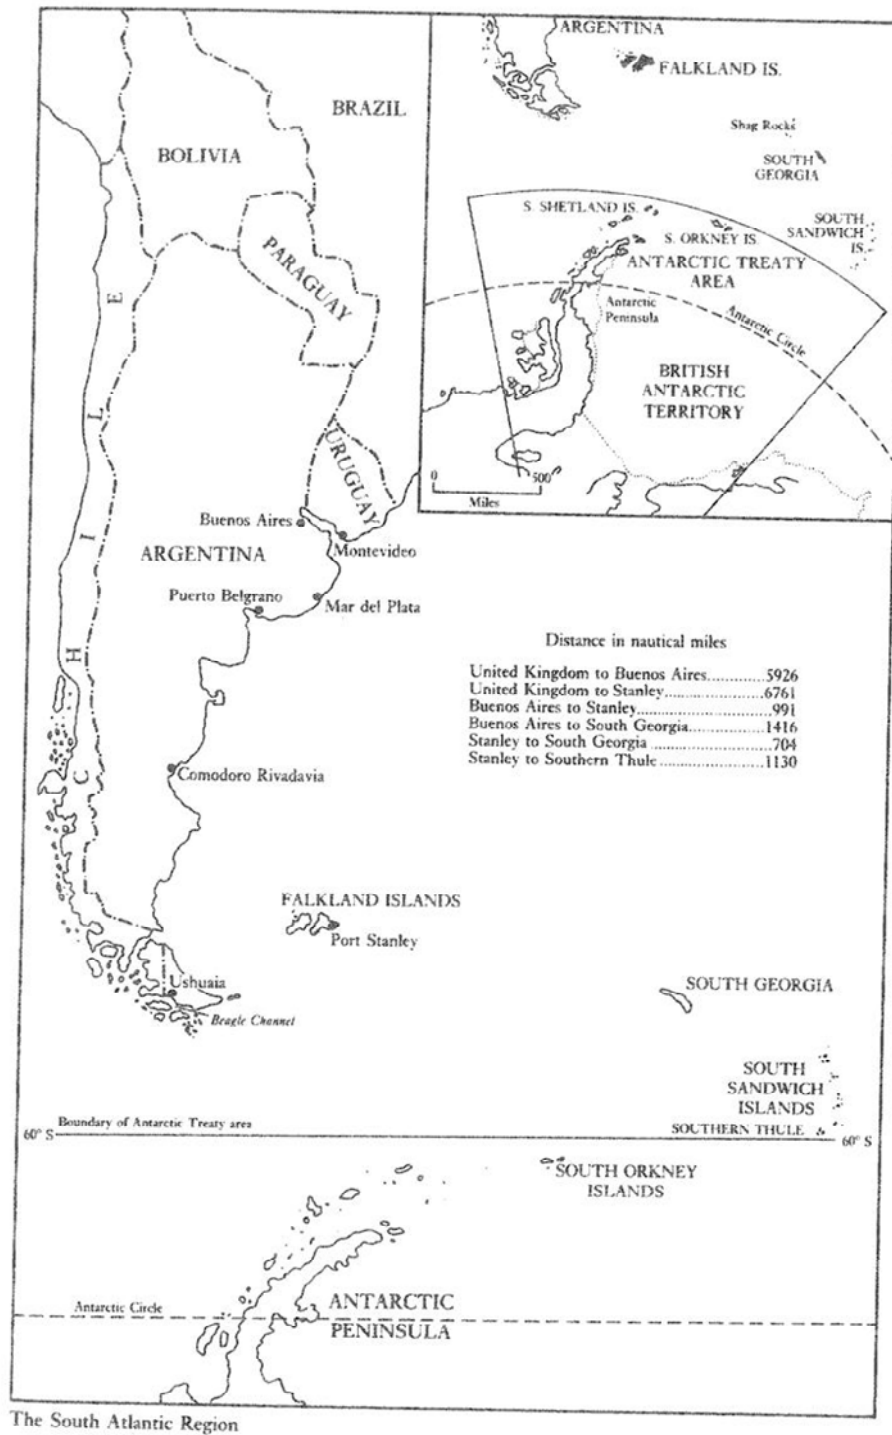 ARGENTINA
FALKLAND IS.
Shag Rocks
SOUTH
GEORGIA
S. SHETLAND IS.
SOUTH
SANDWICH
IS.
S. ORKNEY IS.
ANTARCTIC TREATY
AREA
Antarctic
Peninsula
Antarctic Circle
BRITISH
ANTARCTIC
TERRITORY
0 500
Miles
BRAZIL
BOLIVIA
PARAGUAY
CHILE
URUGUAY
Buenos Aires
Montevideo
ARGENTINA
Puerto Belgrano
Mar del Plata
Distance in nautical miles
United Kingdom to Buenos Aires.............5926
United Kingdom to Stanley......................6761
Buenos Aires to Stanley..............................991
Buenos Aires to South Georgia................1416
Stanley to South Georgia ..........................704
Stanley to Southern Thule .......................1130
Comodoro Rivadavia
FALKLAND ISLANDS
Port Stanley
Ushuaia
Beagle Channel
SOUTH GEORGIA
SOUTH
SANDWICH
ISLANDS
Boundary of Antarctic Treaty area
SOUTHERN THULE
60° S 60° S
SOUTH ORKNEY
ISLANDS
Antarctic Circle
ANTARCTIC
PENINSULA
The South Atlantic Region